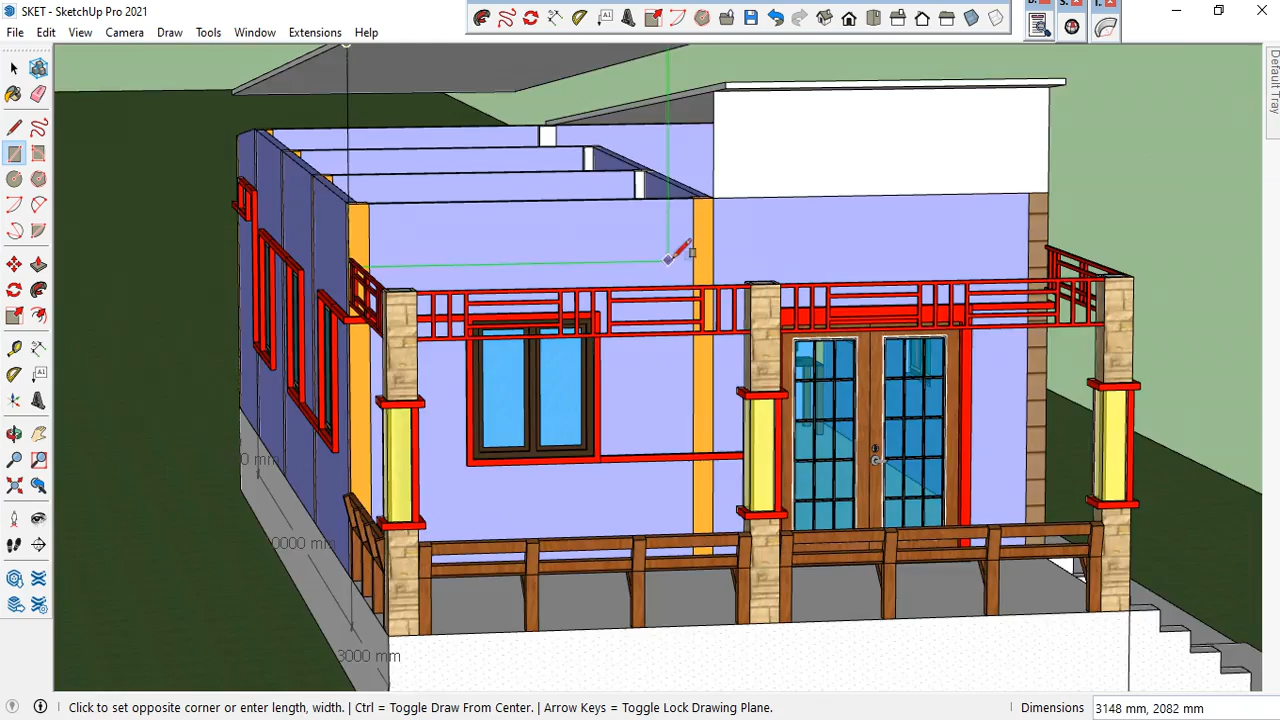 SKET - SketchUp Pro 2021
File Edit View Camera Draw Tools Window Extensions Help
Default Tray
0 mm
0000 mm
3000 mm
Click to set opposite corner or enter length, width. | Ctrl = Toggle Draw From Center. | Arrow Keys = Toggle Lock Drawing Plane.
Dimensions 3148 mm, 2082 mm